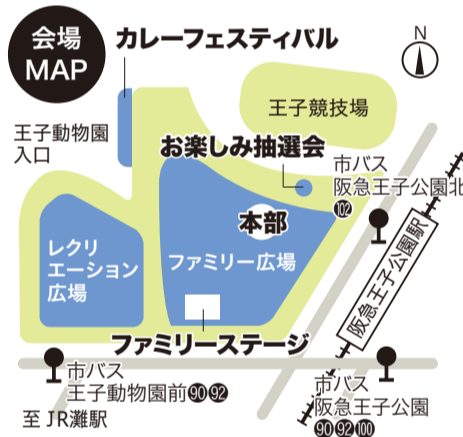 会場
MAP
カレーフェスティバル
N
王子競技場
王子動物園
入口
お楽しみ抽選会
市バス
阪急王子公園北
102
本部
レクリ
エーション
広場
ファミリー広場
阪急王子公園駅
ファミリーステージ
市バス
王子動物園前 90 92
至 JR灘駅
市バス
阪急王子公園
90 92 100